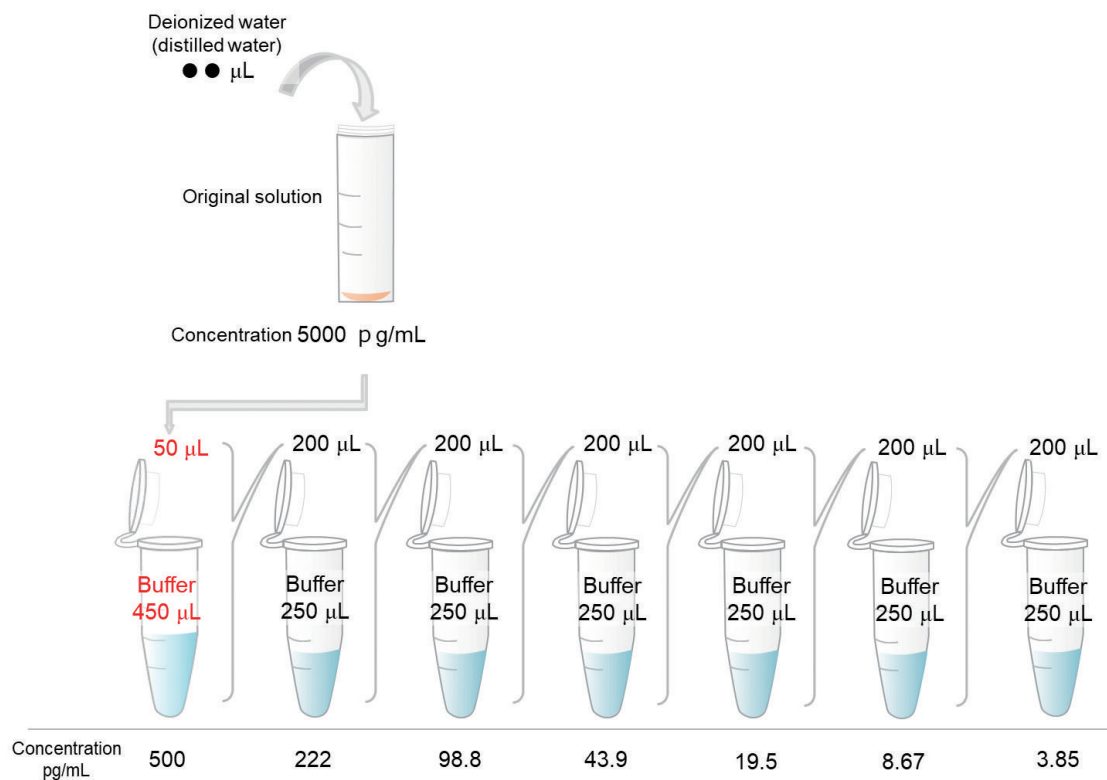 Deionized water
(distilled water)
●● μL
Original solution
Concentration 5000 pg/mL
50 μL 200 μL 200 μL 200 μL 200 μL 200 μL 200 μL
Buffer Buffer Buffer Buffer Buffer Buffer Buffer
450 μL 250 μL 250 μL 250 μL 250 μL 250 μL 250 μL
Concentration
pg/mL 500 222 98.8 43.9 19.5 8.67 3.85